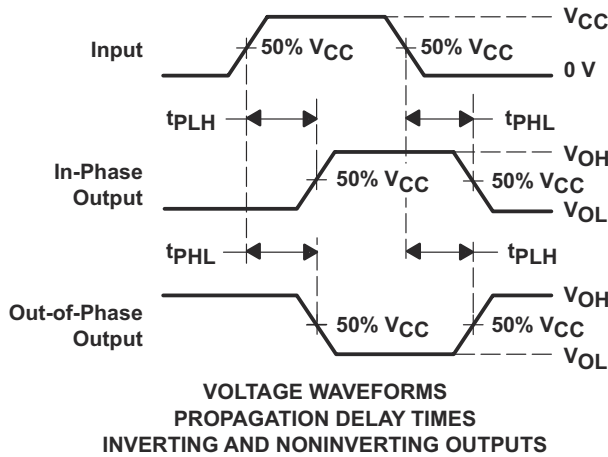 VCC
Input
50% VCC
50% VCC
0 V
tPLH
tPHL
VOH
In-Phase
Output
50% VCC
50% VCC
VOL
tPHL
tPLH
VOH
Out-of-Phase
Output
50% VCC
50% VCC
VOL
VOLTAGE WAVEFORMS
PROPAGATION DELAY TIMES
INVERTING AND NONINVERTING OUTPUTS